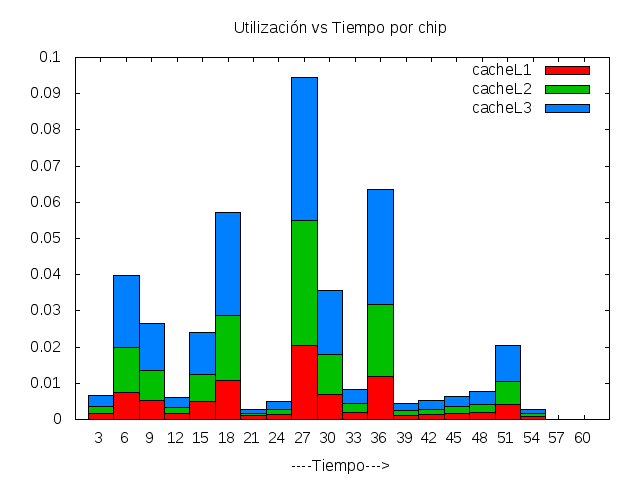 Utilización vs Tiempo por chip
0.1
0.09
0.08
0.07
0.06
0.05
0.04
0.03
0.02
0.01
0
cacheL1
cacheL2
cacheL3
3 6 9 12 15 18 21 24 27 30 33 36 39 42 45 48 51 54 57 60
----Tiempo--->